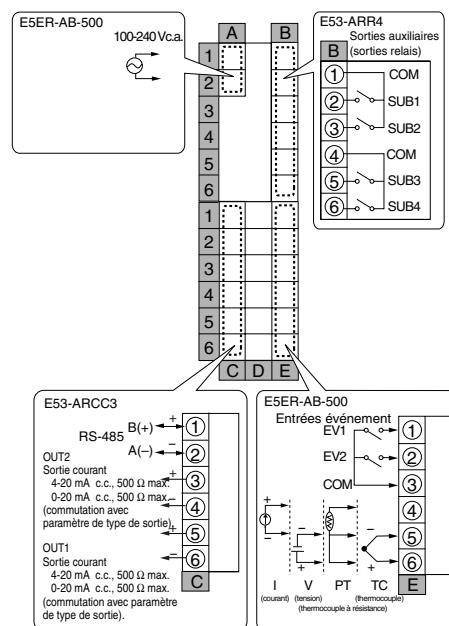 E5ER-AB-500
100-240 Vc.a.
A
B
1
2
3
4
5
6
1
2
3
4
5
6
C D E
E53-ARR4
Sorties auxiliaires
(sorties relais)
B
1 COM
2 SUB1
3 SUB2
4 COM
5 SUB3
6 SUB4
E53-ARCC3
RS-485
B(+) + 1
A(−) − 2
OUT2
Sortie courant
4-20 mA c.c., 500 Ω max.
0-20 mA c.c., 500 Ω max.
(commutation avec
paramètre de type de sortie).
+ 3
− 4
OUT1
Sortie courant
4-20 mA c.c., 500 Ω max.
0-20 mA c.c., 500 Ω max.
(commutation avec paramètre
de type de sortie).
+ 5
− 6
C
E5ER-AB-500
Entrées événement
EV1 1
EV2 2
COM 3
4
5
6
+ − − + − +
I V PT TC
(courant) (tension) (thermocouple)
(thermocouple à résistance)
E